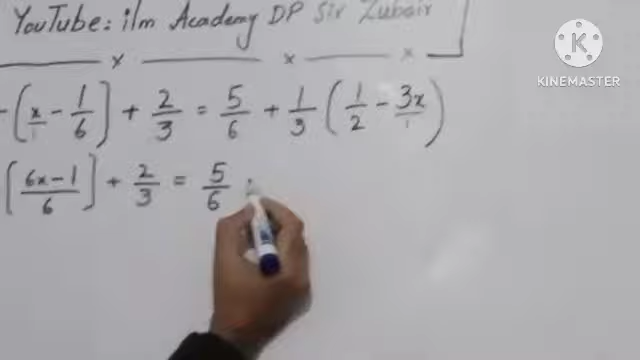 YouTube: ilm Academy DP Sir Zubair
K
KINEMASTER
-(x/1 - 1/6) + 2/3 = 5/6 + 1/3 (1/2 - 3x/1)
[6x-1/6] + 2/3 = 5/6